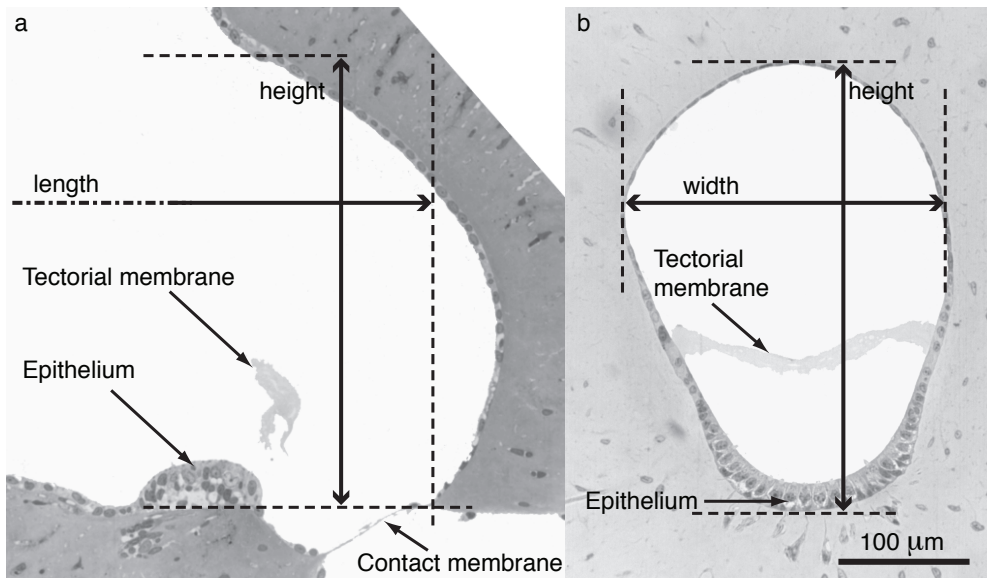 a
height
length
Tectorial membrane
Epithelium
Contact membrane
b
height
width
Tectorial
membrane
Epithelium
100 μm